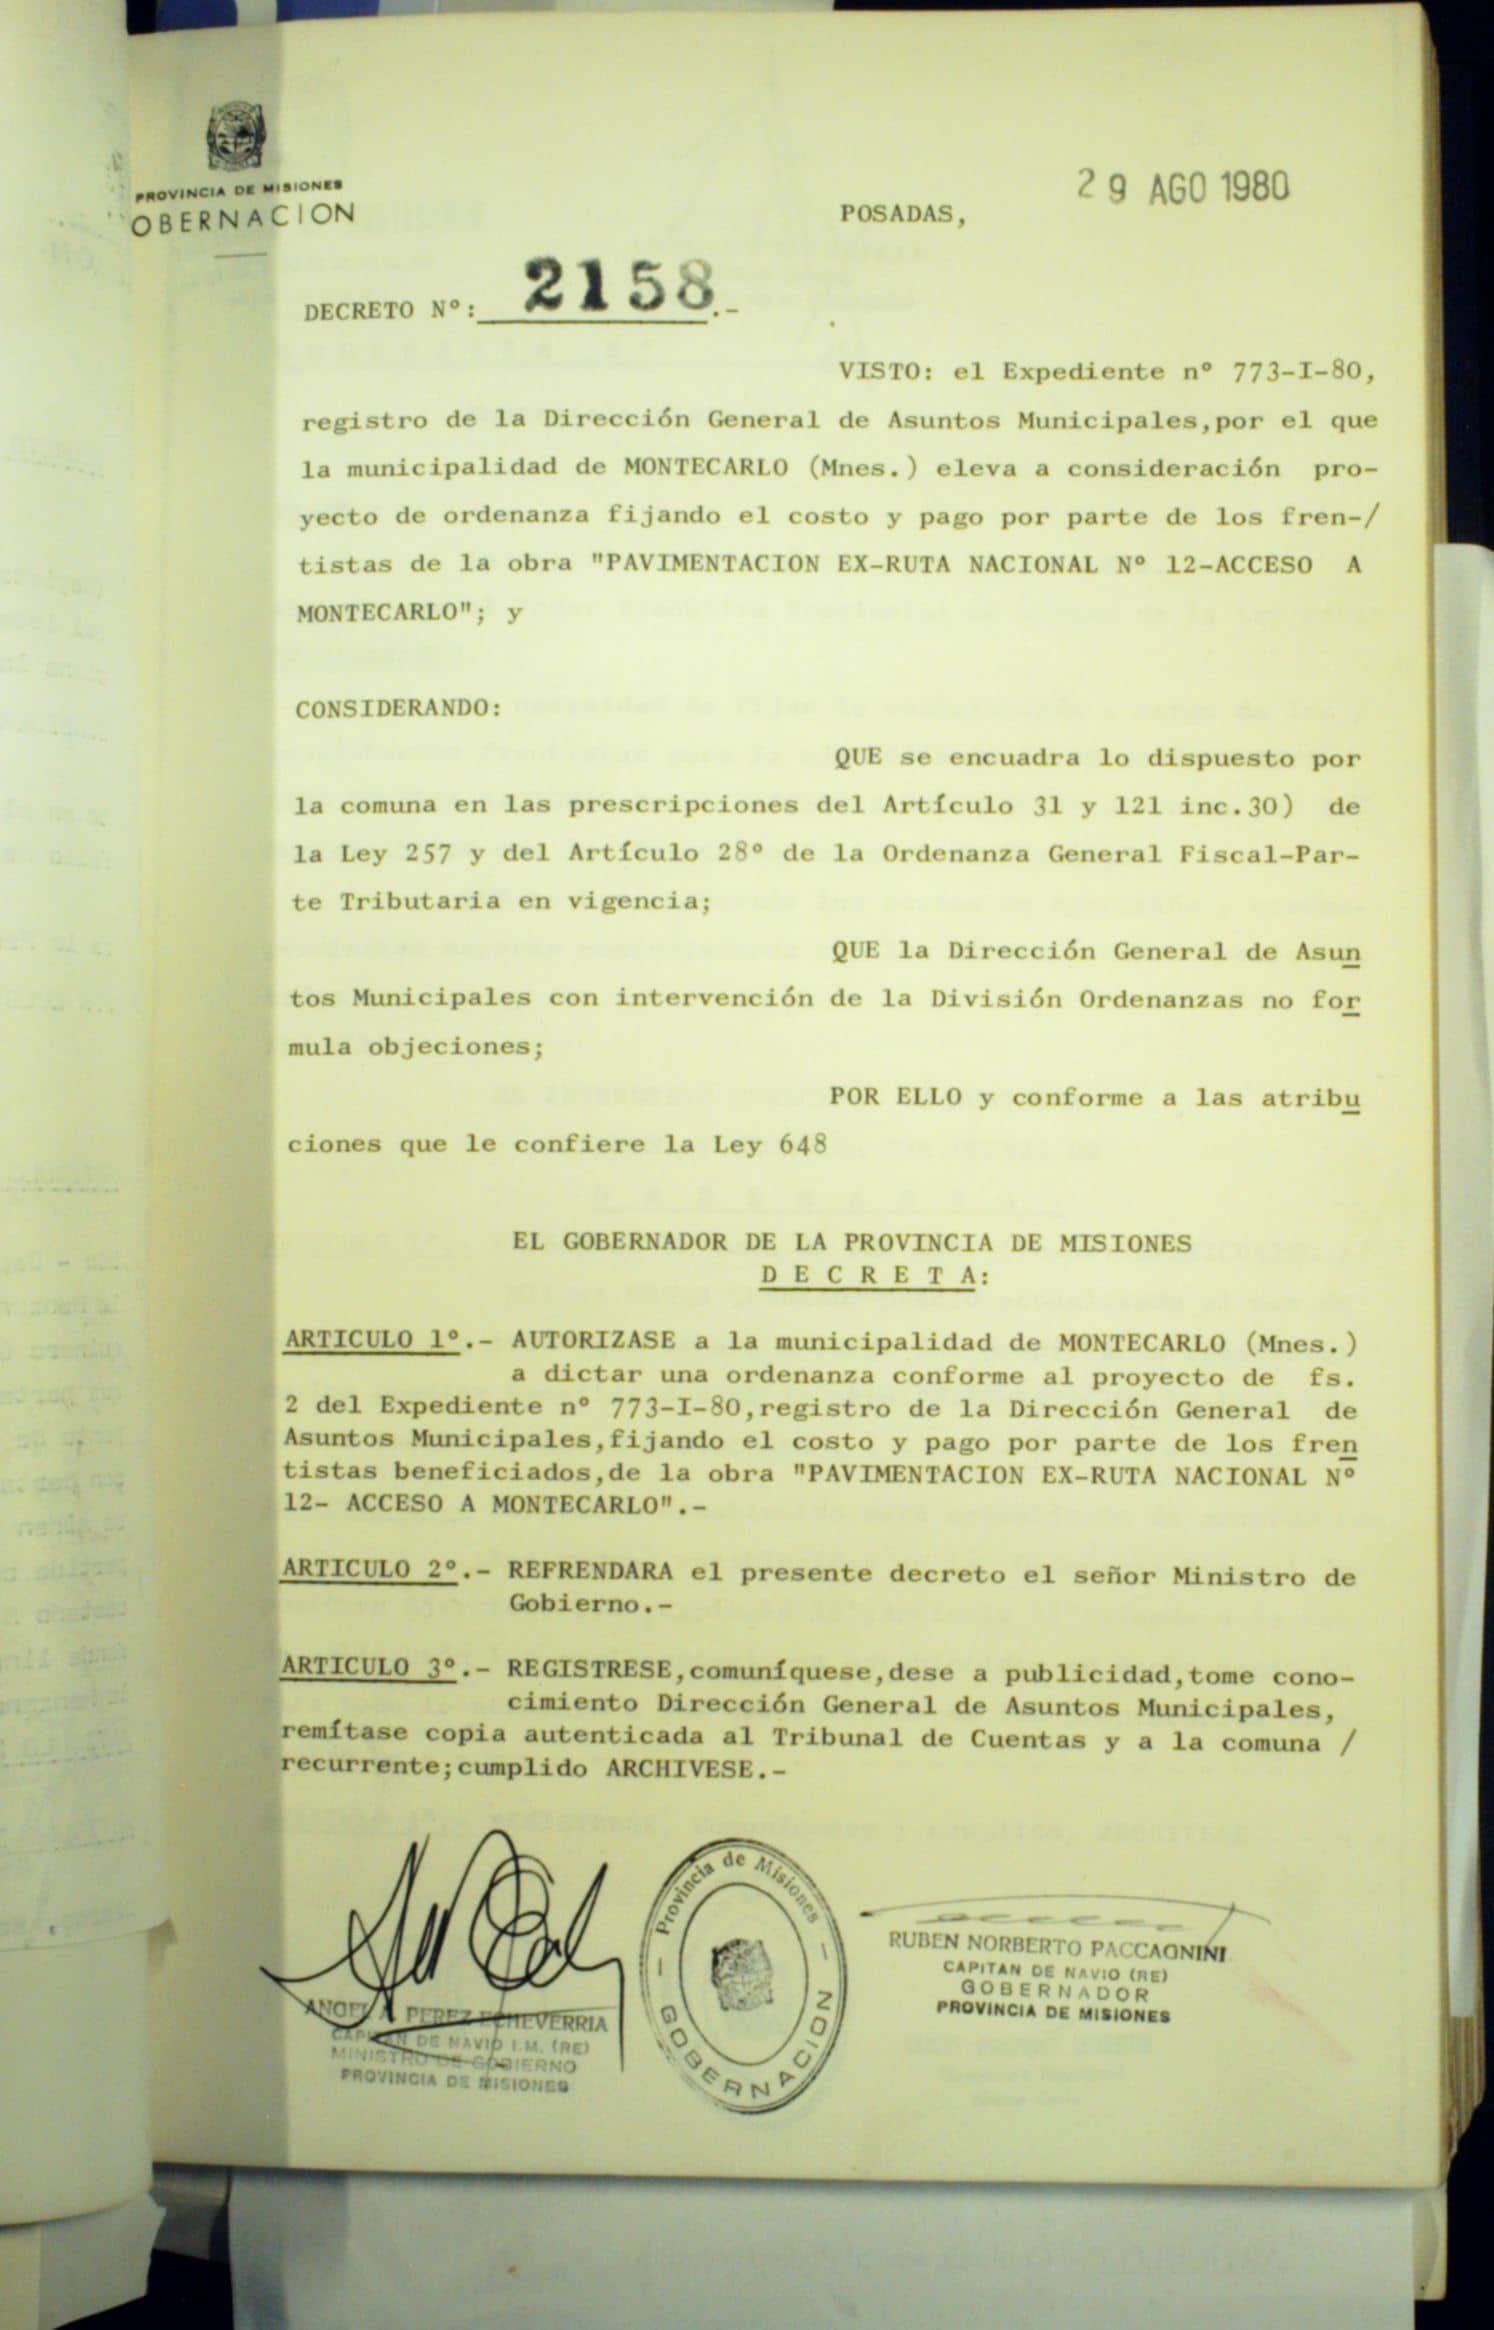 PROVINCIA DE MISIONES
OBERNACION
29 AGO 1980
POSADAS,
DECRETO Nº: 2158.-
VISTO: el Expediente nº 773-I-80,
registro de la Dirección General de Asuntos Municipales,por el que
la municipalidad de MONTECARLO (Mnes.) eleva a consideración pro-
yecto de ordenanza fijando el costo y pago por parte de los fren-/
tistas de la obra "PAVIMENTACION EX-RUTA NACIONAL Nº 12-ACCESO A
MONTECARLO"; y
CONSIDERANDO:
QUE se encuadra lo dispuesto por
la comuna en las prescripciones del Artículo 31 y 121 inc.30) de
la Ley 257 y del Artículo 28º de la Ordenanza General Fiscal-Par-
te Tributaria en vigencia;
QUE la Dirección General de Asun
tos Municipales con intervención de la División Ordenanzas no for
mula objeciones;
POR ELLO y conforme a las atribu
ciones que le confiere la Ley 648
EL GOBERNADOR DE LA PROVINCIA DE MISIONES
D E C R E T A:
ARTICULO 1º.- AUTORIZASE a la municipalidad de MONTECARLO (Mnes.)
a dictar una ordenanza conforme al proyecto de fs.
2 del Expediente nº 773-I-80,registro de la Dirección General de
Asuntos Municipales,fijando el costo y pago por parte de los fren
tistas beneficiados,de la obra "PAVIMENTACION EX-RUTA NACIONAL Nº
12- ACCESO A MONTECARLO".-
ARTICULO 2º.- REFRENDARA el presente decreto el señor Ministro de
Gobierno.-
ARTICULO 3º.- REGISTRESE,comuníquese,dese a publicidad,tome cono-
cimiento Dirección General de Asuntos Municipales,
remítase copia autenticada al Tribunal de Cuentas y a la comuna /
recurrente;cumplido ARCHIVESE.-
PEREZ ECHEVERRIA
CAPITAN DE NAVIO I.M. (RE)
MINISTRO DE GOBIERNO
PROVINCIA DE MISIONES
Provincia de Misiones
GOBERNACION
RUBEN NORBERTO PACCAGNINI
CAPITAN DE NAVIO (RE)
GOBERNADOR
PROVINCIA DE MISIONES